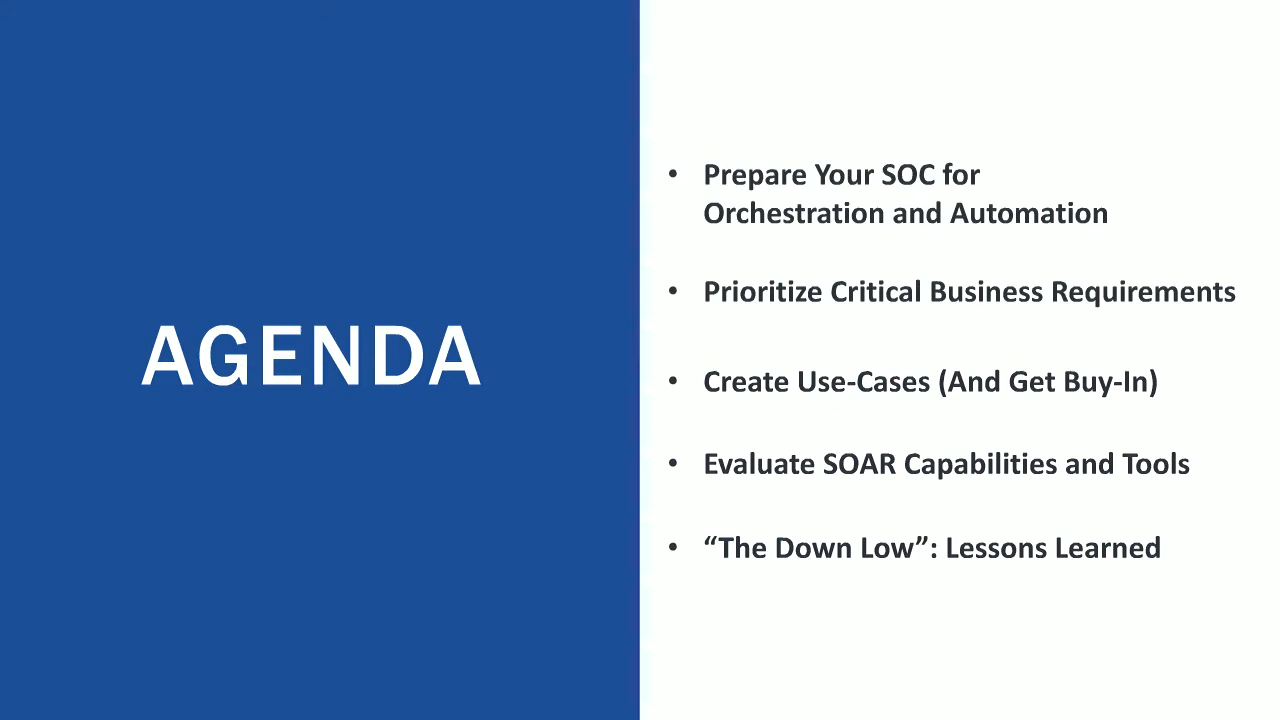 AGENDA
• Prepare Your SOC for
Orchestration and Automation
• Prioritize Critical Business Requirements
• Create Use-Cases (And Get Buy-In)
• Evaluate SOAR Capabilities and Tools
• “The Down Low”: Lessons Learned